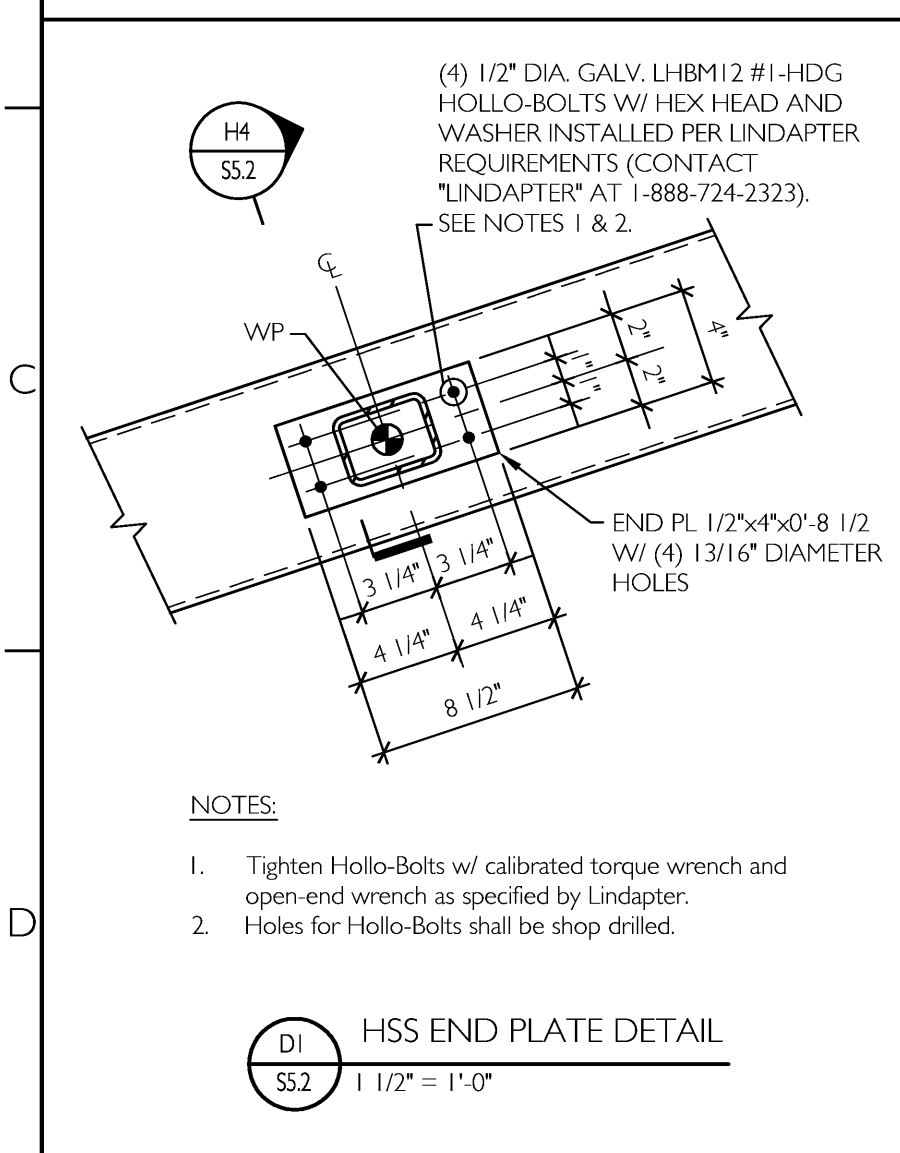 (4) 1/2" DIA. GALV. LHBM12 #1-HDG
HOLLO-BOLTS W/ HEX HEAD AND
WASHER INSTALLED PER LINDAPTER
REQUIREMENTS (CONTACT
"LINDAPTER" AT 1-888-724-2323).
SEE NOTES 1 & 2.
H4
S5.2
℄
WP
C
2"
4"
1"
1"
2"
END PL 1/2"x4"x0'-8 1/2
W/ (4) 13/16" DIAMETER
HOLES
3 1/4"
3 1/4"
4 1/4"
4 1/4"
8 1/2"
NOTES:
1. Tighten Hollo-Bolts w/ calibrated torque wrench and
open-end wrench as specified by Lindapter.
2. Holes for Hollo-Bolts shall be shop drilled.
D
D1
S5.2
HSS END PLATE DETAIL
1 1/2" = 1'-0"